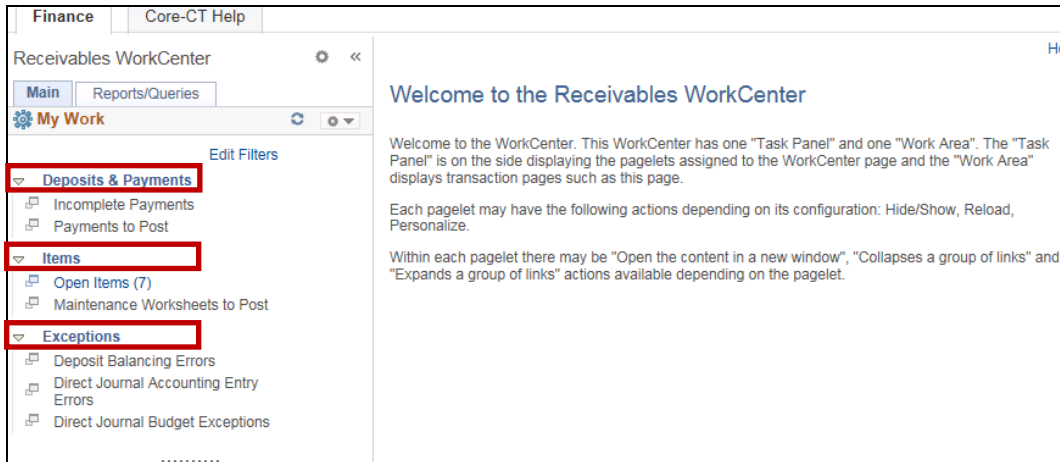 Finance Core-CT Help
Receivables WorkCenter
Main Reports/Queries
My Work
Edit Filters
Deposits & Payments
Incomplete Payments
Payments to Post
Items
Open Items (7)
Maintenance Worksheets to Post
Exceptions
Deposit Balancing Errors
Direct Journal Accounting Entry
Errors
Direct Journal Budget Exceptions
Welcome to the Receivables WorkCenter
Welcome to the WorkCenter. This WorkCenter has one "Task Panel" and one "Work Area". The "Task
Panel" is on the side displaying the pagelets assigned to the WorkCenter page and the "Work Area"
displays transaction pages such as this page.
Each pagelet may have the following actions depending on its configuration: Hide/Show, Reload,
Personalize.
Within each pagelet there may be "Open the content in a new window", "Collapses a group of links" and
"Expands a group of links" actions available depending on the pagelet.